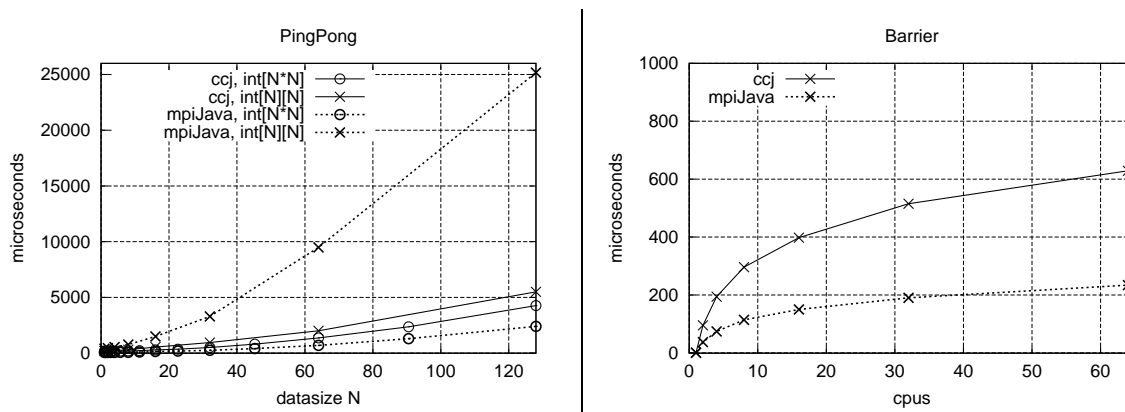 PingPong
25000
20000
15000
10000
5000
0
0 20 40 60 80 100 120
microseconds
datasize N
ccj, int[N*N]
ccj, int[N][N]
mpiJava, int[N*N]
mpiJava, int[N][N]
Barrier
1000
800
600
400
200
0
0 10 20 30 40 50 60
microseconds
cpus
ccj
mpiJava